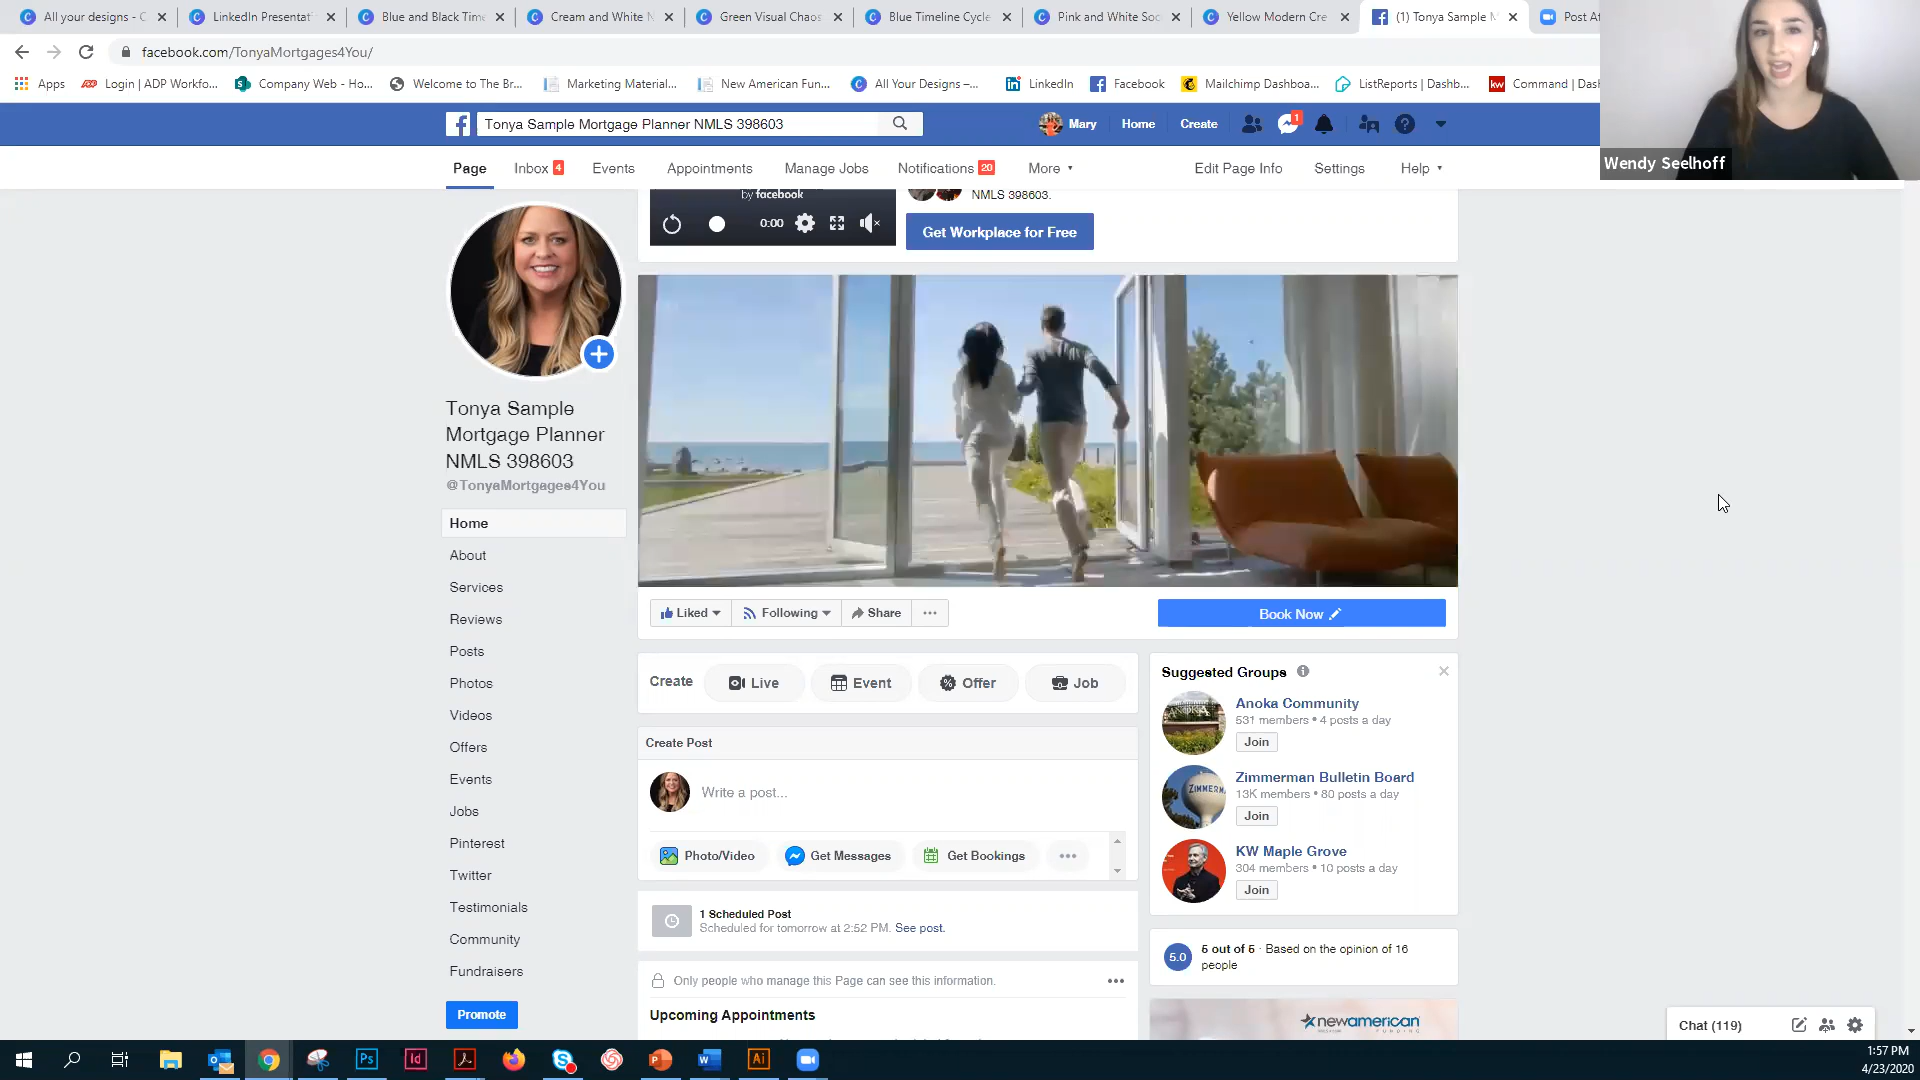 All your designs - C
LinkedIn Presentat
Blue and Black Time
Cream and White N
Green Visual Chaos
Blue Timeline Cycle
Pink and White Soc
Yellow Modern Cre
(1) Tonya Sample M
Post At
facebook.com/TonyaMortgages4You/
Apps
Login | ADP Workfo...
Company Web - Ho...
Welcome to The Br...
Marketing Material...
New American Fun...
All Your Designs –...
LinkedIn
Facebook
Mailchimp Dashboa...
ListReports | Dashb...
Command | Dash
Tonya Sample Mortgage Planner NMLS 398603
Mary
Home
Create
1
Wendy Seelhoff
Page
Inbox 4
Events
Appointments
Manage Jobs
Notifications 20
More
Edit Page Info
Settings
Help
by facebook
0:00
NMLS 398603.
Get Workplace for Free
Tonya Sample
Mortgage Planner
NMLS 398603
@TonyaMortgages4You
Home
About
Services
Reviews
Posts
Photos
Videos
Offers
Events
Jobs
Pinterest
Twitter
Testimonials
Community
Fundraisers
Promote
Liked
Following
Share
Book Now
Create
Live
Event
Offer
Job
Create Post
Write a post...
Photo/Video
Get Messages
Get Bookings
1 Scheduled Post
Scheduled for tomorrow at 2:52 PM. See post.
Only people who manage this Page can see this information.
Upcoming Appointments
Suggested Groups
Anoka Community
531 members • 4 posts a day
Join
Zimmerman Bulletin Board
13K members • 80 posts a day
Join
KW Maple Grove
304 members • 10 posts a day
Join
5.0
5 out of 5 · Based on the opinion of 16
people
newamerican
FUNDING
Chat (119)
1:57 PM
4/23/2020